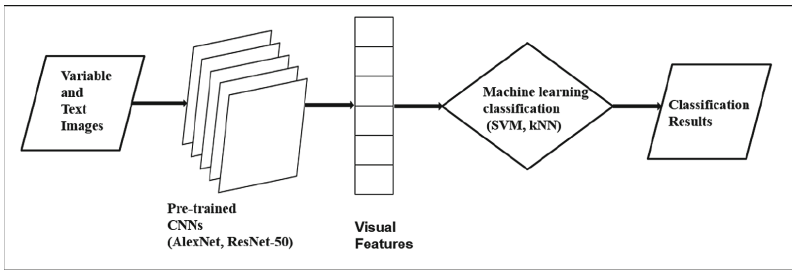 Variable
and
Text
Images
Pre-trained
CNNs
(AlexNet, ResNet-50)
Visual
Features
Machine learning
classification
(SVM, kNN)
Classification
Results